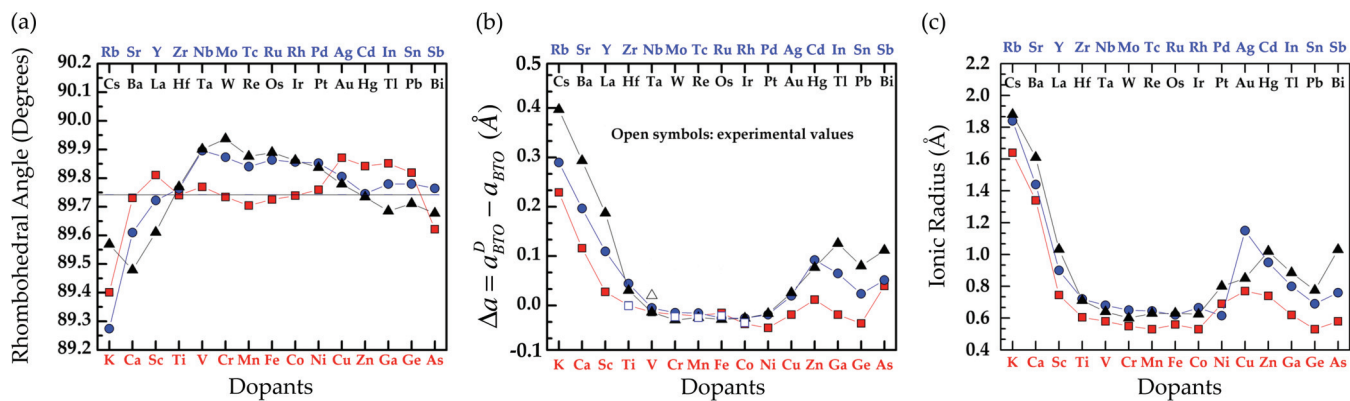 (a)
Rb Sr Y Zr Nb Mo Tc Ru Rh Pd Ag Cd In Sn Sb
Cs Ba La Hf Ta W Re Os Ir Pt Au Hg Tl Pb Bi
Rhombohedral Angle (Degrees)
90.2
90.1
90.0
89.9
89.8
89.7
89.6
89.5
89.4
89.3
89.2
K Ca Sc Ti V Cr Mn Fe Co Ni Cu Zn Ga Ge As
Dopants
(b)
Rb Sr Y Zr Nb Mo Tc Ru Rh Pd Ag Cd In Sn Sb
Cs Ba La Hf Ta W Re Os Ir Pt Au Hg Tl Pb Bi
Δa = a^D_BTO − a_BTO (Å)
0.5
0.4
0.3
0.2
0.1
-0.0
-0.1
Open symbols: experimental values
K Ca Sc Ti V Cr Mn Fe Co Ni Cu Zn Ga Ge As
Dopants
(c)
Rb Sr Y Zr Nb Mo Tc Ru Rh Pd Ag Cd In Sn Sb
Cs Ba La Hf Ta W Re Os Ir Pt Au Hg Tl Pb Bi
Ionic Radius (Å)
2.2
2.0
1.8
1.6
1.4
1.2
1.0
0.8
0.6
0.4
K Ca Sc Ti V Cr Mn Fe Co Ni Cu Zn Ga Ge As
Dopants